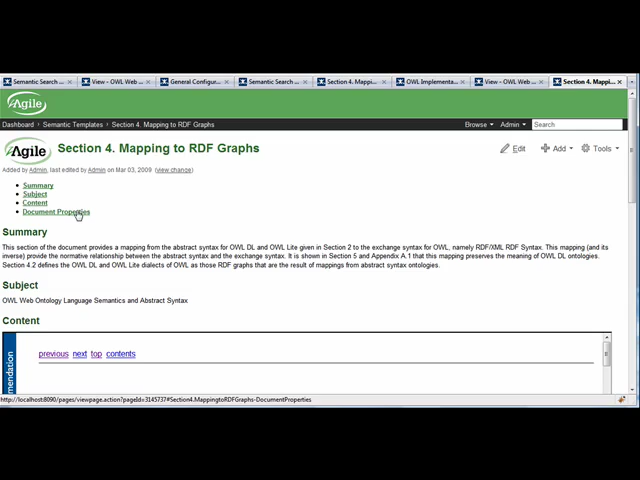 Semantic Search ...
View - OWL Web ...
General Configur...
Semantic Search ...
Section 4. Mappi...
OWL Implementa...
View - OWL Web ...
Section 4. Mappi...
Agile
Dashboard > Semantic Templates > Section 4. Mapping to RDF Graphs
Browse
Admin
Search
Agile
Section 4. Mapping to RDF Graphs
Edit
Add
Tools
Added by Admin, last edited by Admin on Mar 03, 2009 (view change)
Summary
Subject
Content
Document Properties
Summary
This section of the document provides a mapping from the abstract syntax for OWL DL and OWL Lite given in Section 2 to the exchange syntax for OWL, namely RDF/XML RDF Syntax. This mapping (and its
inverse) provide the normative relationship between the abstract syntax and the exchange syntax. It is shown in Section 5 and Appendix A.1 that this mapping preserves the meaning of OWL DL ontologies.
Section 4.2 defines the OWL DL and OWL Lite dialects of OWL as those RDF graphs that are the result of mappings from abstract syntax ontologies.
Subject
OWL Web Ontology Language Semantics and Abstract Syntax
Content
mendation
previous next top contents
http://localhost:8090/pages/viewpage.action?pageId=3145737#Section4.MappingtoRDFGraphs-DocumentProperties